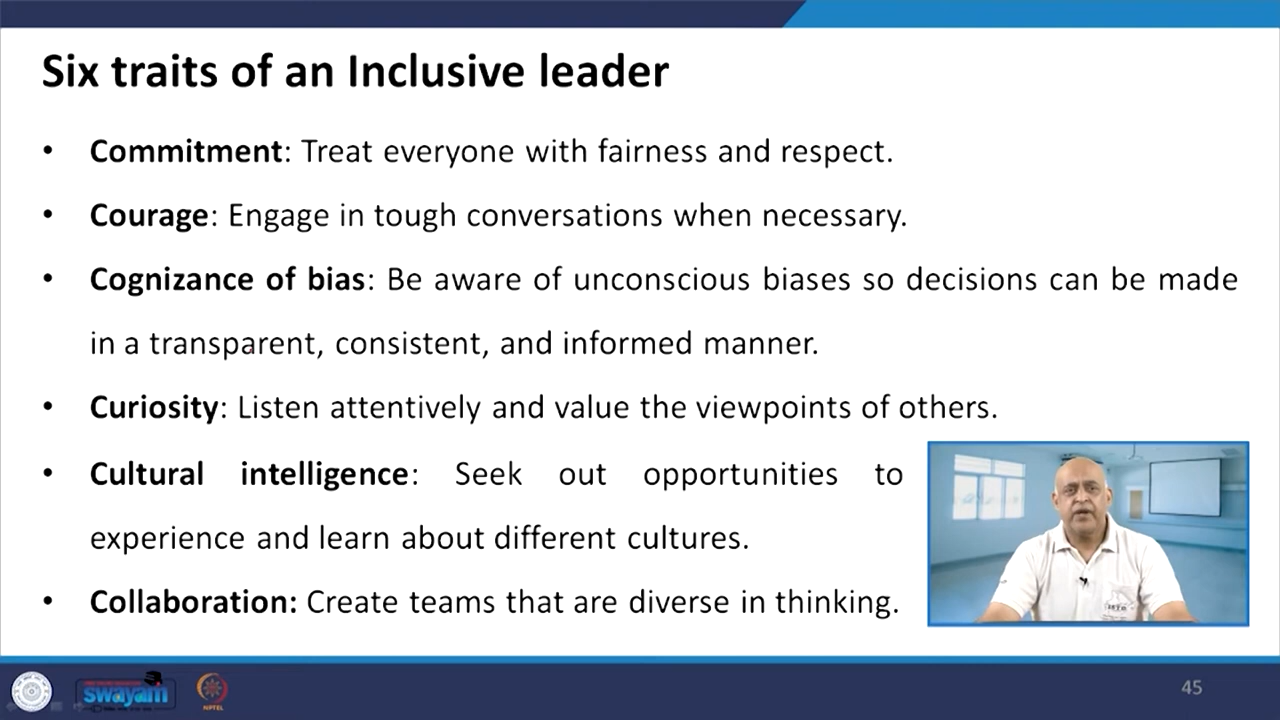 Six traits of an Inclusive leader
• Commitment: Treat everyone with fairness and respect.
• Courage: Engage in tough conversations when necessary.
• Cognizance of bias: Be aware of unconscious biases so decisions can be made
in a transparent, consistent, and informed manner.
• Curiosity: Listen attentively and value the viewpoints of others.
• Cultural intelligence: Seek out opportunities to
experience and learn about different cultures.
• Collaboration: Create teams that are diverse in thinking.
swayam
NPTEL
45